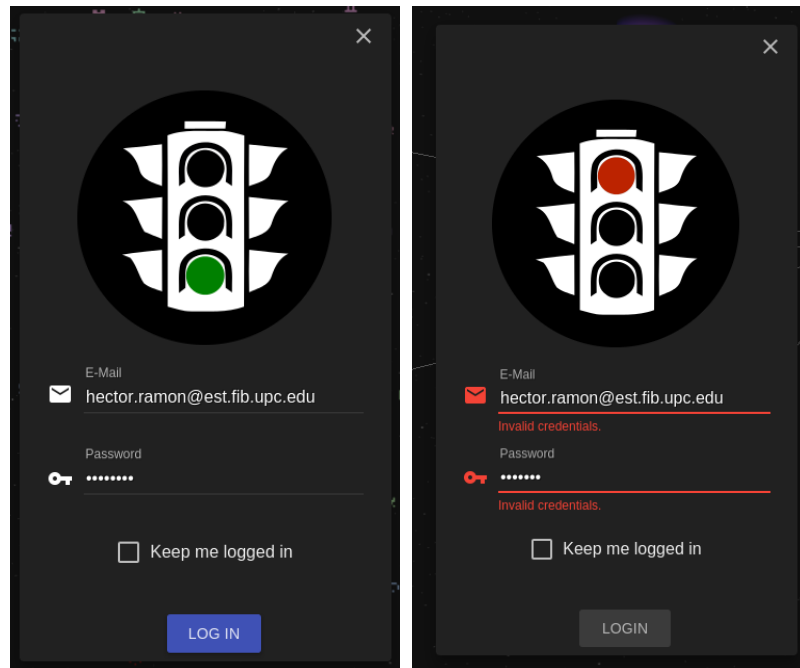 E-Mail
hector.ramon@est.fib.upc.edu
Password
••••••••
Keep me logged in
LOG IN
E-Mail
hector.ramon@est.fib.upc.edu
Invalid credentials.
Password
•••••••
Invalid credentials.
Keep me logged in
LOGIN